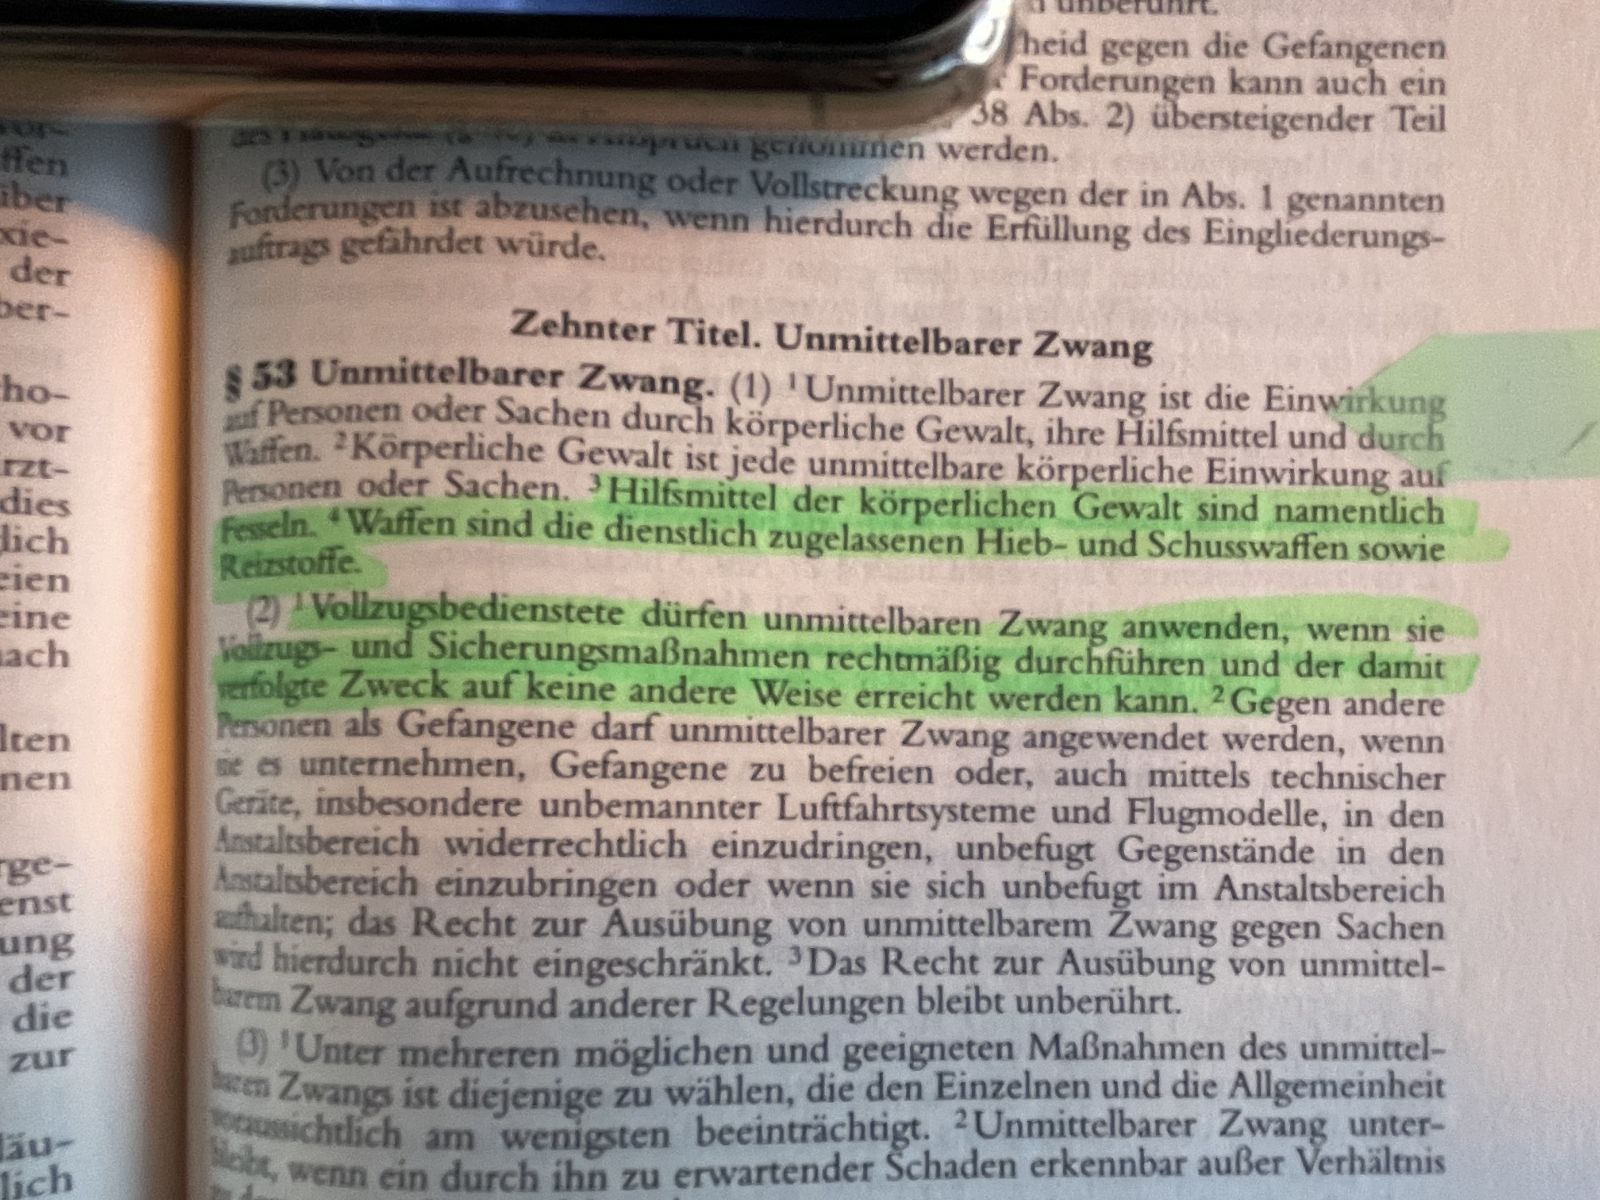 unberührt.
heid gegen die Gefangenen
Forderungen kann auch ein
38 Abs. 2) übersteigender Teil
genommen werden.
(3) Von der Aufrechnung oder Vollstreckung wegen der in Abs. 1 genannten
Forderungen ist abzusehen, wenn hierdurch die Erfüllung des Eingliederungs-
auftrags gefährdet würde.
Zehnter Titel. Unmittelbarer Zwang
§ 53 Unmittelbarer Zwang. (1) ¹Unmittelbarer Zwang ist die Einwirkung
auf Personen oder Sachen durch körperliche Gewalt, ihre Hilfsmittel und durch
Waffen. ²Körperliche Gewalt ist jede unmittelbare körperliche Einwirkung auf
Personen oder Sachen. ³Hilfsmittel der körperlichen Gewalt sind namentlich
Fesseln. ⁴Waffen sind die dienstlich zugelassenen Hieb- und Schusswaffen sowie
Reizstoffe.
(2) ¹Vollzugsbedienstete dürfen unmittelbaren Zwang anwenden, wenn sie
Vollzugs- und Sicherungsmaßnahmen rechtmäßig durchführen und der damit
verfolgte Zweck auf keine andere Weise erreicht werden kann. ²Gegen andere
Personen als Gefangene darf unmittelbarer Zwang angewendet werden, wenn
sie es unternehmen, Gefangene zu befreien oder, auch mittels technischer
Geräte, insbesondere unbemannter Luftfahrtsysteme und Flugmodelle, in den
Anstaltsbereich widerrechtlich einzudringen, unbefugt Gegenstände in den
Anstaltsbereich einzubringen oder wenn sie sich unbefugt im Anstaltsbereich
aufhalten; das Recht zur Ausübung von unmittelbarem Zwang gegen Sachen
wird hierdurch nicht eingeschränkt. ³Das Recht zur Ausübung von unmittel-
barem Zwang aufgrund anderer Regelungen bleibt unberührt.
(3) ¹Unter mehreren möglichen und geeigneten Maßnahmen des unmittel-
baren Zwangs ist diejenige zu wählen, die den Einzelnen und die Allgemeinheit
voraussichtlich am wenigsten beeinträchtigt. ²Unmittelbarer Zwang unter-
bleibt, wenn ein durch ihn zu erwartender Schaden erkennbar außer Verhältnis